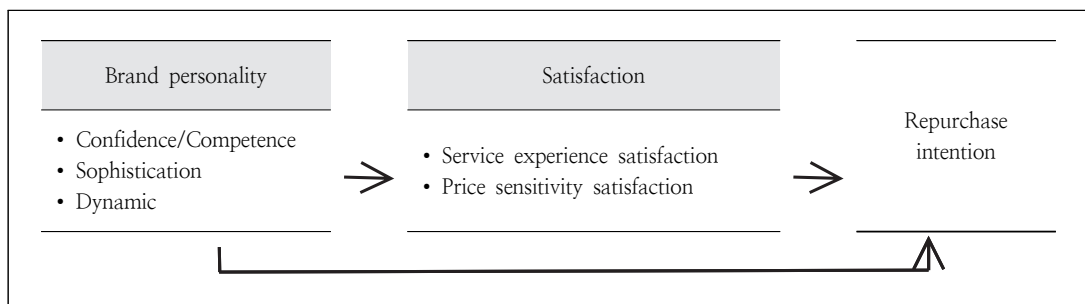 Brand personality
• Confidence/Competence
• Sophistication
• Dynamic
Satisfaction
• Service experience satisfaction
• Price sensitivity satisfaction
Repurchase
intention